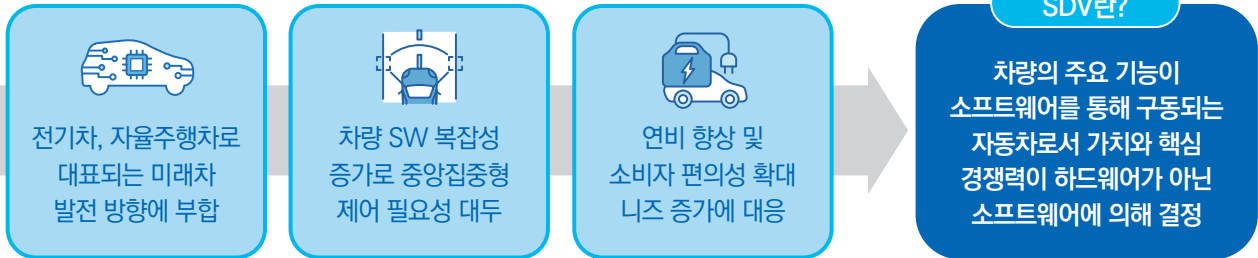 전기차, 자율주행차로
대표되는 미래차
발전 방향에 부합
차량 SW 복잡성
증가로 중앙집중형
제어 필요성 대두
연비 향상 및
소비자 편의성 확대
니즈 증가에 대응
SDV란?
차량의 주요 기능이
소프트웨어를 통해 구동되는
자동차로서 가치와 핵심
경쟁력이 하드웨어가 아닌
소프트웨어에 의해 결정